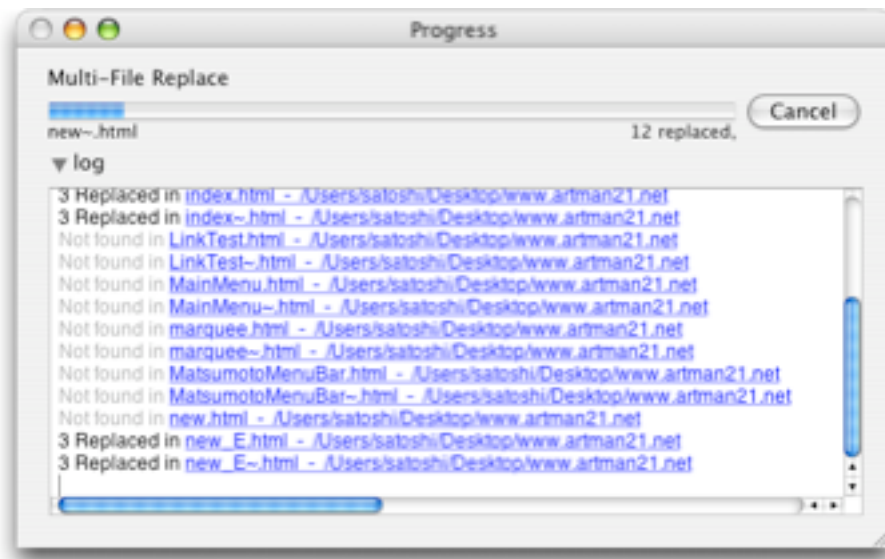 Progress
Multi-File Replace
Cancel
new~.html
12 replaced,
log
3 Replaced in index.html - /Users/satoshi/Desktop/www.artman21.net
3 Replaced in index~.html - /Users/satoshi/Desktop/www.artman21.net
Not found in LinkTest.html - /Users/satoshi/Desktop/www.artman21.net
Not found in LinkTest~.html - /Users/satoshi/Desktop/www.artman21.net
Not found in MainMenu.html - /Users/satoshi/Desktop/www.artman21.net
Not found in MainMenu~.html - /Users/satoshi/Desktop/www.artman21.net
Not found in marquee.html - /Users/satoshi/Desktop/www.artman21.net
Not found in marquee~.html - /Users/satoshi/Desktop/www.artman21.net
Not found in MatsumotoMenuBar.html - /Users/satoshi/Desktop/www.artman21.net
Not found in MatsumotoMenuBar~.html - /Users/satoshi/Desktop/www.artman21.net
Not found in new.html - /Users/satoshi/Desktop/www.artman21.net
3 Replaced in new_E.html - /Users/satoshi/Desktop/www.artman21.net
3 Replaced in new_E~.html - /Users/satoshi/Desktop/www.artman21.net